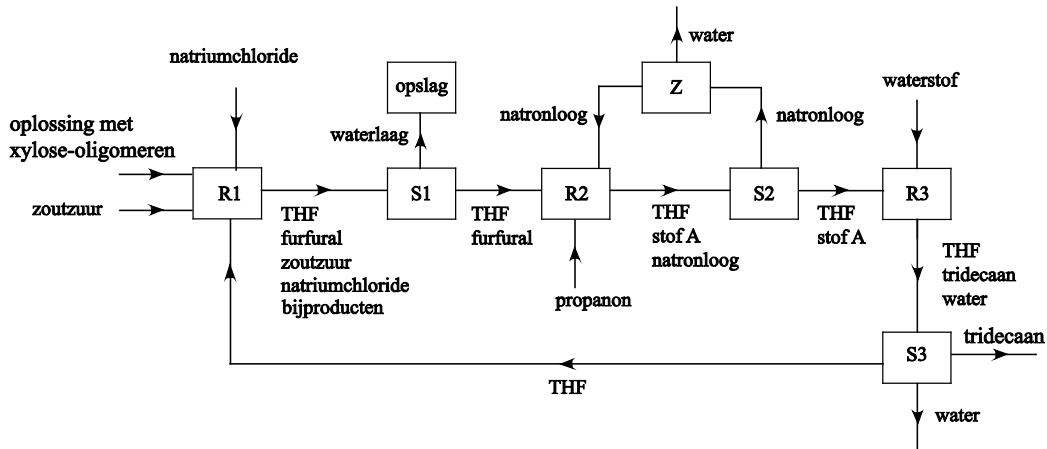 water
natriumchloride
opslag
Z
waterstof
natronloog
natronloog
oplossing met
xylose-oligomeren
waterlaag
R1
S1
R2
S2
R3
zoutzuur
THF
furfural
zoutzuur
natriumchloride
bijproducten
THF
furfural
THF
stof A
natronloog
THF
stof A
THF
tridecaan
water
propanon
tridecaan
S3
THF
water